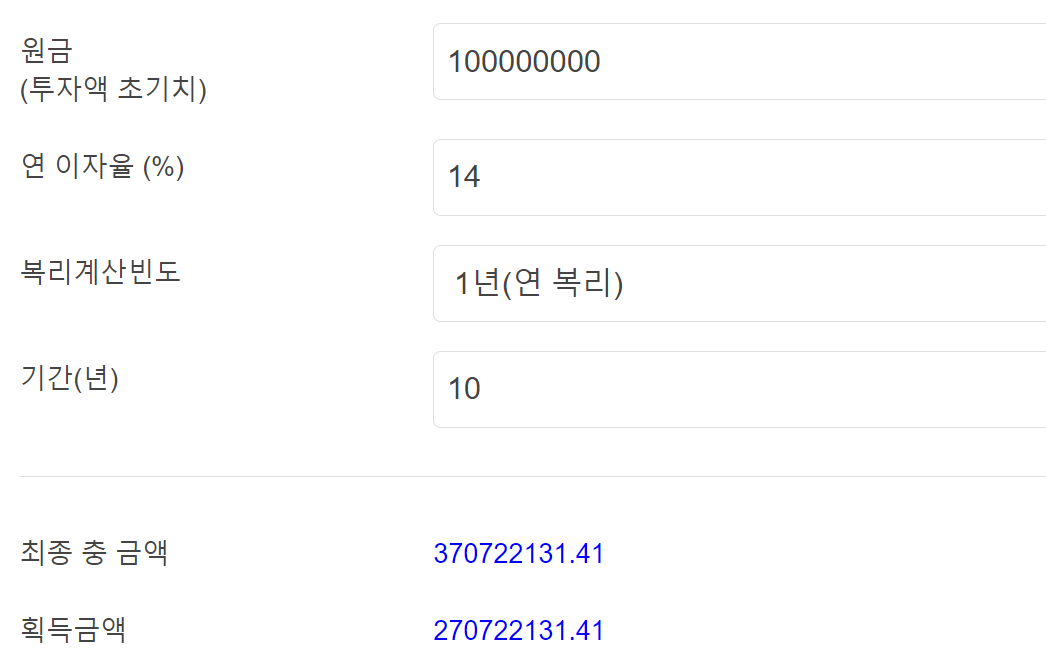 원금
(투자액 초기치)
100000000
연 이자율 (%)
14
복리계산빈도
1년(연 복리)
기간(년)
10
최종 충 금액
370722131.41
획득금액
270722131.41